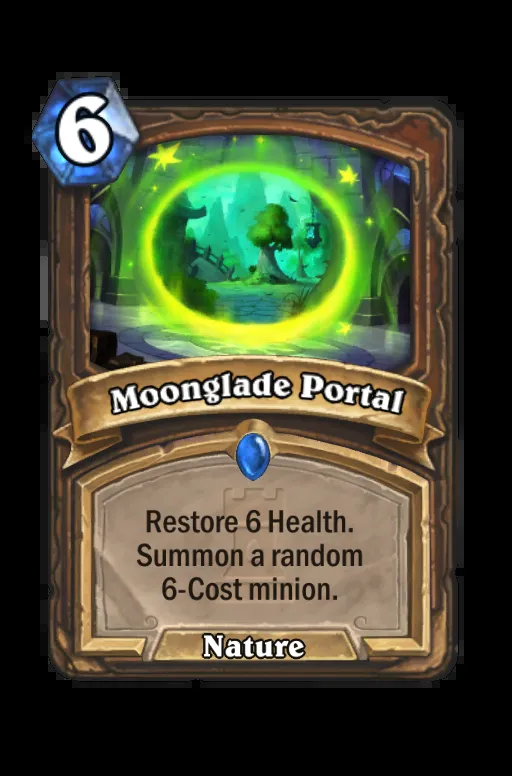 6
Moonglade Portal
Restore 6 Health.
Summon a random
6-Cost minion.
Nature